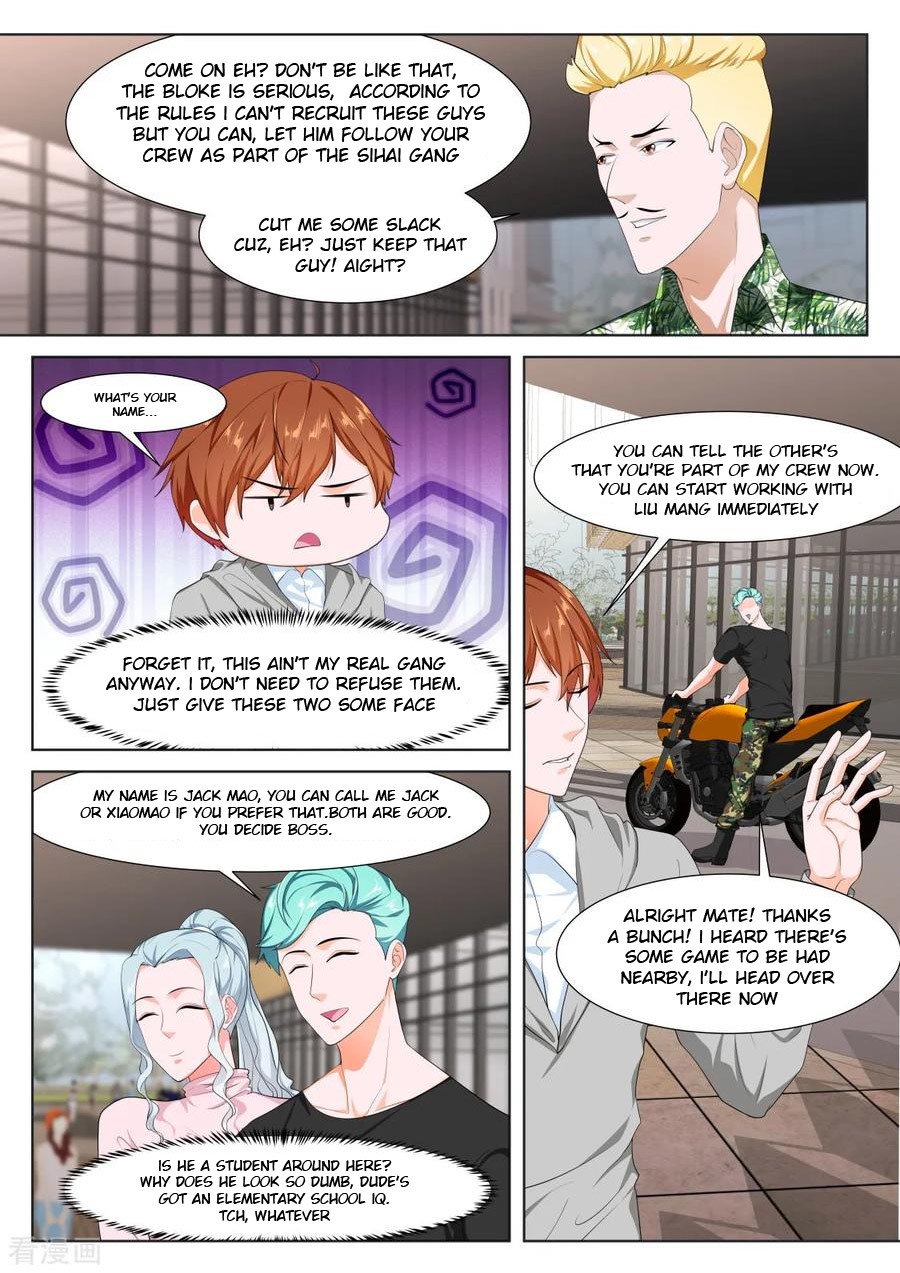 COME ON EH? DON'T BE LIKE THAT,
THE BLOKE IS SERIOUS, ACCORDING TO
THE RULES I CAN'T RECRUIT THESE GUYS
BUT YOU CAN, LET HIM FOLLOW YOUR
CREW AS PART OF THE SIHAI GANG
CUT ME SOME SLACK
CUZ, EH? JUST KEEP THAT
GUY! AIGHT?
WHAT'S YOUR
NAME...
FORGET IT, THIS AIN'T MY REAL GANG
ANYWAY. I DON'T NEED TO REFUSE THEM.
JUST GIVE THESE TWO SOME FACE
MY NAME IS JACK MAO, YOU CAN CALL ME JACK
OR XIAOMAO IF YOU PREFER THAT.BOTH ARE GOOD.
YOU DECIDE BOSS.
IS HE A STUDENT AROUND HERE?
WHY DOES HE LOOK SO DUMB, DUDE'S
GOT AN ELEMENTARY SCHOOL IQ.
TCH, WHATEVER
YOU CAN TELL THE OTHER'S
THAT YOU'RE PART OF MY CREW NOW.
YOU CAN START WORKING WITH
LIU MANG IMMEDIATELY
ALRIGHT MATE! THANKS
A BUNCH! I HEARD THERE'S
SOME GAME TO BE HAD
NEARBY, I'LL HEAD OVER
THERE NOW
看漫画